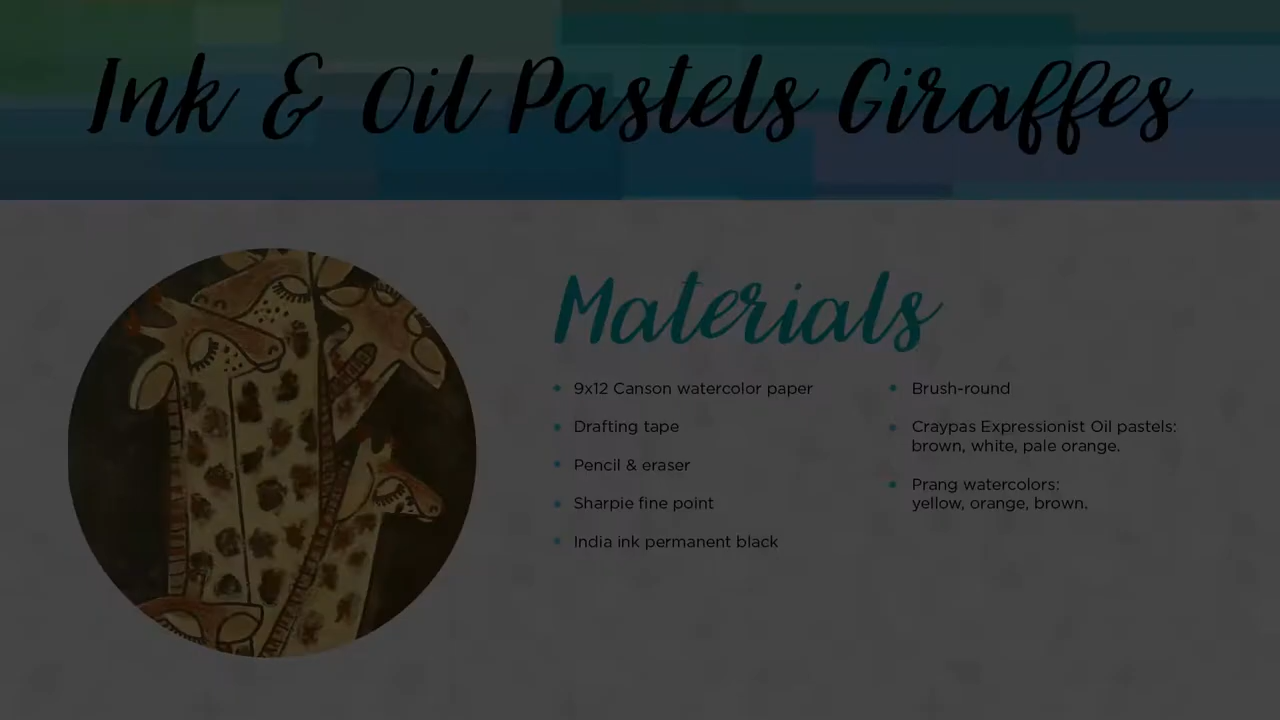 Ink & Oil Pastels Giraffes
Materials
9x12 Canson watercolor paper
Drafting tape
Pencil & eraser
Sharpie fine point
India ink permanent black
Brush-round
Craypas Expressionist Oil pastels:
brown, white, pale orange.
Prang watercolors:
yellow, orange, brown.